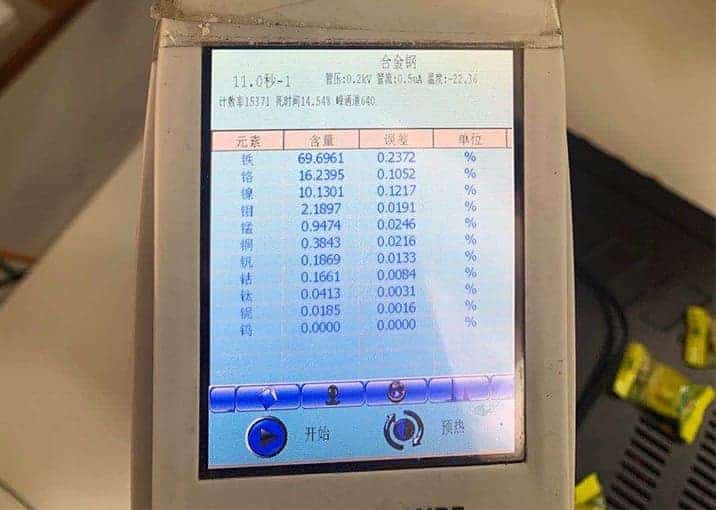 合金钢
11.0秒-1 管压:0.2kV 管流:0.5mA 温度:-22.36
计数率15371 死时间14.548 峰通道640
元素 含量 误差 单位
铁 69.6961 0.2372 %
铬 16.2395 0.1052 %
镍 10.1301 0.1217 %
钼 2.1897 0.0191 %
锰 0.9474 0.0246 %
铜 0.3843 0.0216 %
钒 0.1869 0.0133 %
钴 0.1661 0.0084 %
钛 0.0413 0.0031 %
铌 0.0185 0.0016 %
钨 0.0000 0.0000 %
开始 预热